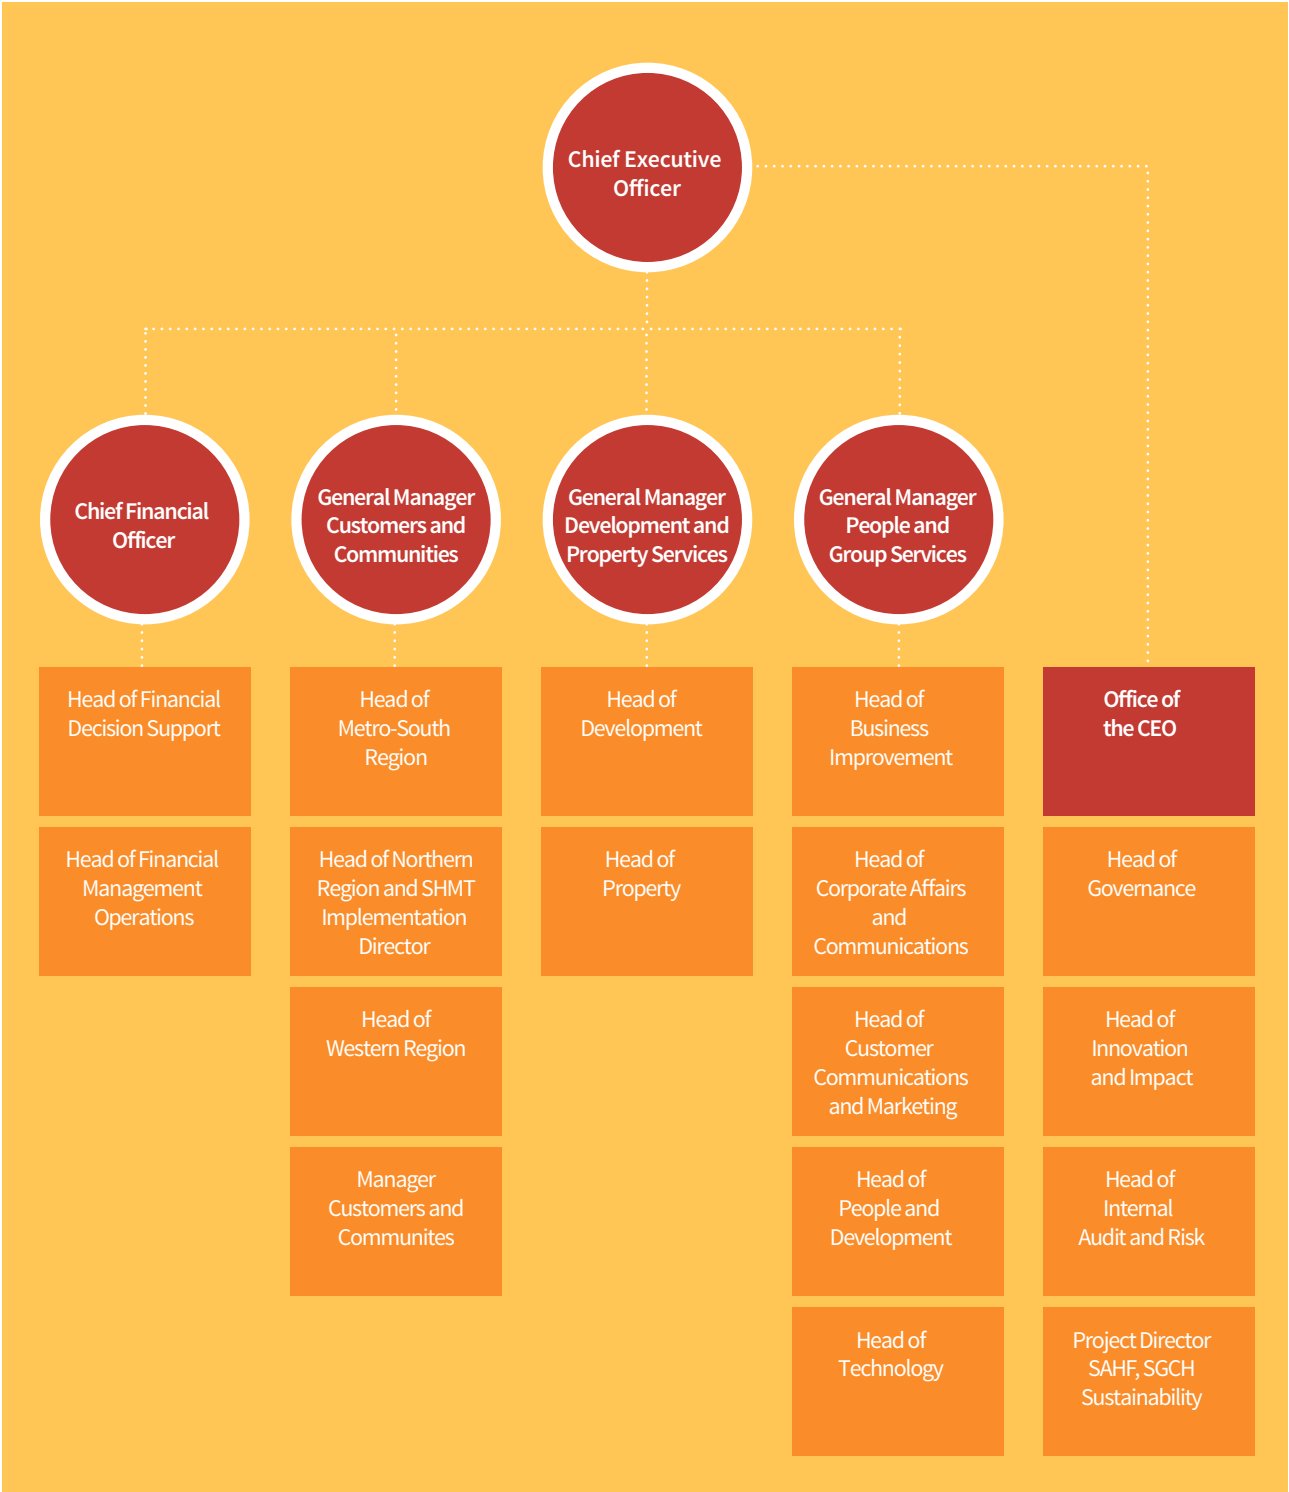 Chief Executive
Officer
Chief Financial
Officer
General Manager
Customers and
Communities
General Manager
Development and
Property Services
General Manager
People and
Group Services
Head of Financial
Decision Support
Head of Financial
Management
Operations
Head of
Metro-South
Region
Head of Northern
Region and SHMT
Implementation
Director
Head of
Western Region
Manager
Customers and
Communites
Head of
Development
Head of
Property
Head of
Business
Improvement
Head of
Corporate Affairs
and
Communications
Head of
Customer
Communications
and Marketing
Head of
People and
Development
Head of
Technology
Office of
the CEO
Head of
Governance
Head of
Innovation
and Impact
Head of
Internal
Audit and Risk
Project Director
SAHF, SGCH
Sustainability